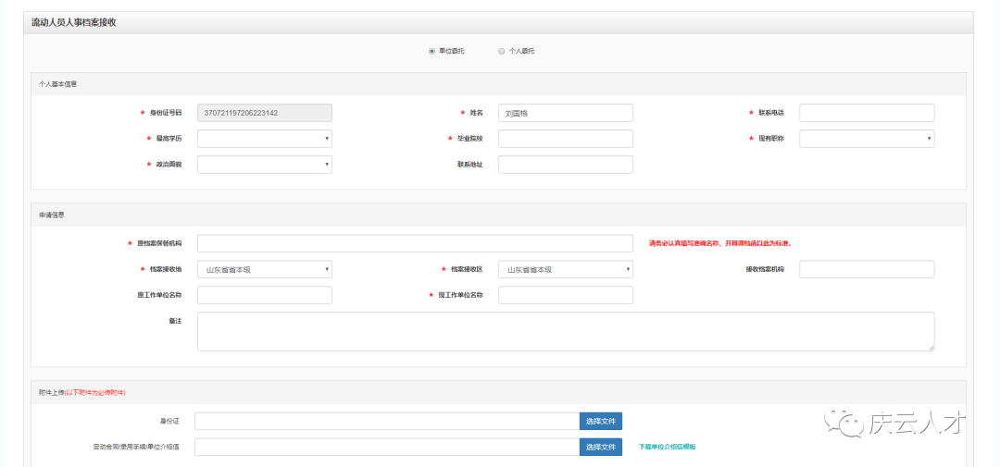 流动人员人事档案接收
单位委托 个人委托
个人基本信息
* 身份证号码 370721197206223142 * 姓名 刘国格 * 联系电话
* 最高学历 * 毕业院校 * 现有职称
* 政治面貌 联系地址
申请信息
* 原档案保管机构 请务必认真填写准确名称，开具调档函以此为标准。
* 档案接收地 山东省省本级 * 档案接收区 山东省省本级 接收档案机构
原工作单位名称 * 现工作单位名称
备注
附件上传(以下附件为必传附件)
身份证 选择文件
劳动合同/录用手续/单位介绍信 选择文件 下载单位介绍信模板
庆云人才